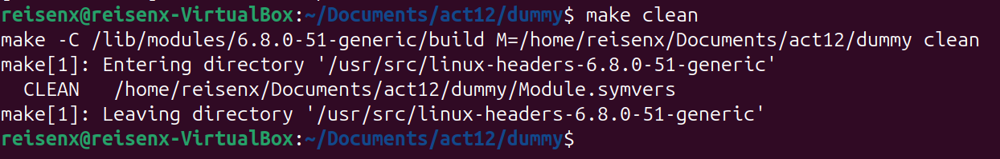 reisenx@reisenx-VirtualBox:~/Documents/act12/dummy$ make clean
make -C /lib/modules/6.8.0-51-generic/build M=/home/reisenx/Documents/act12/dummy clean
make[1]: Entering directory '/usr/src/linux-headers-6.8.0-51-generic'
  CLEAN   /home/reisenx/Documents/act12/dummy/Module.symvers
make[1]: Leaving directory '/usr/src/linux-headers-6.8.0-51-generic'
reisenx@reisenx-VirtualBox:~/Documents/act12/dummy$